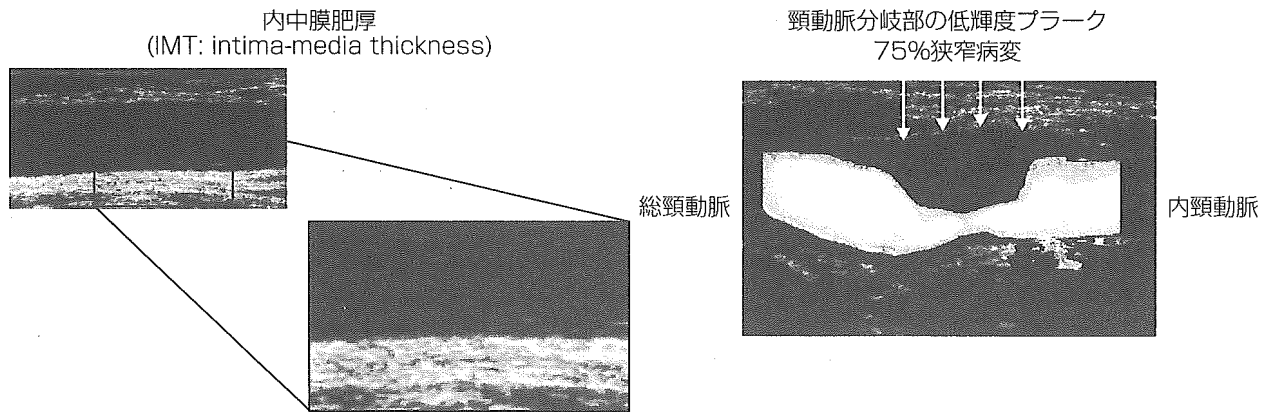 内中膜肥厚
(IMT: intima-media thickness)
頸動脈分岐部の低輝度プラーク
75%狭窄病変
総頸動脈
内頸動脈